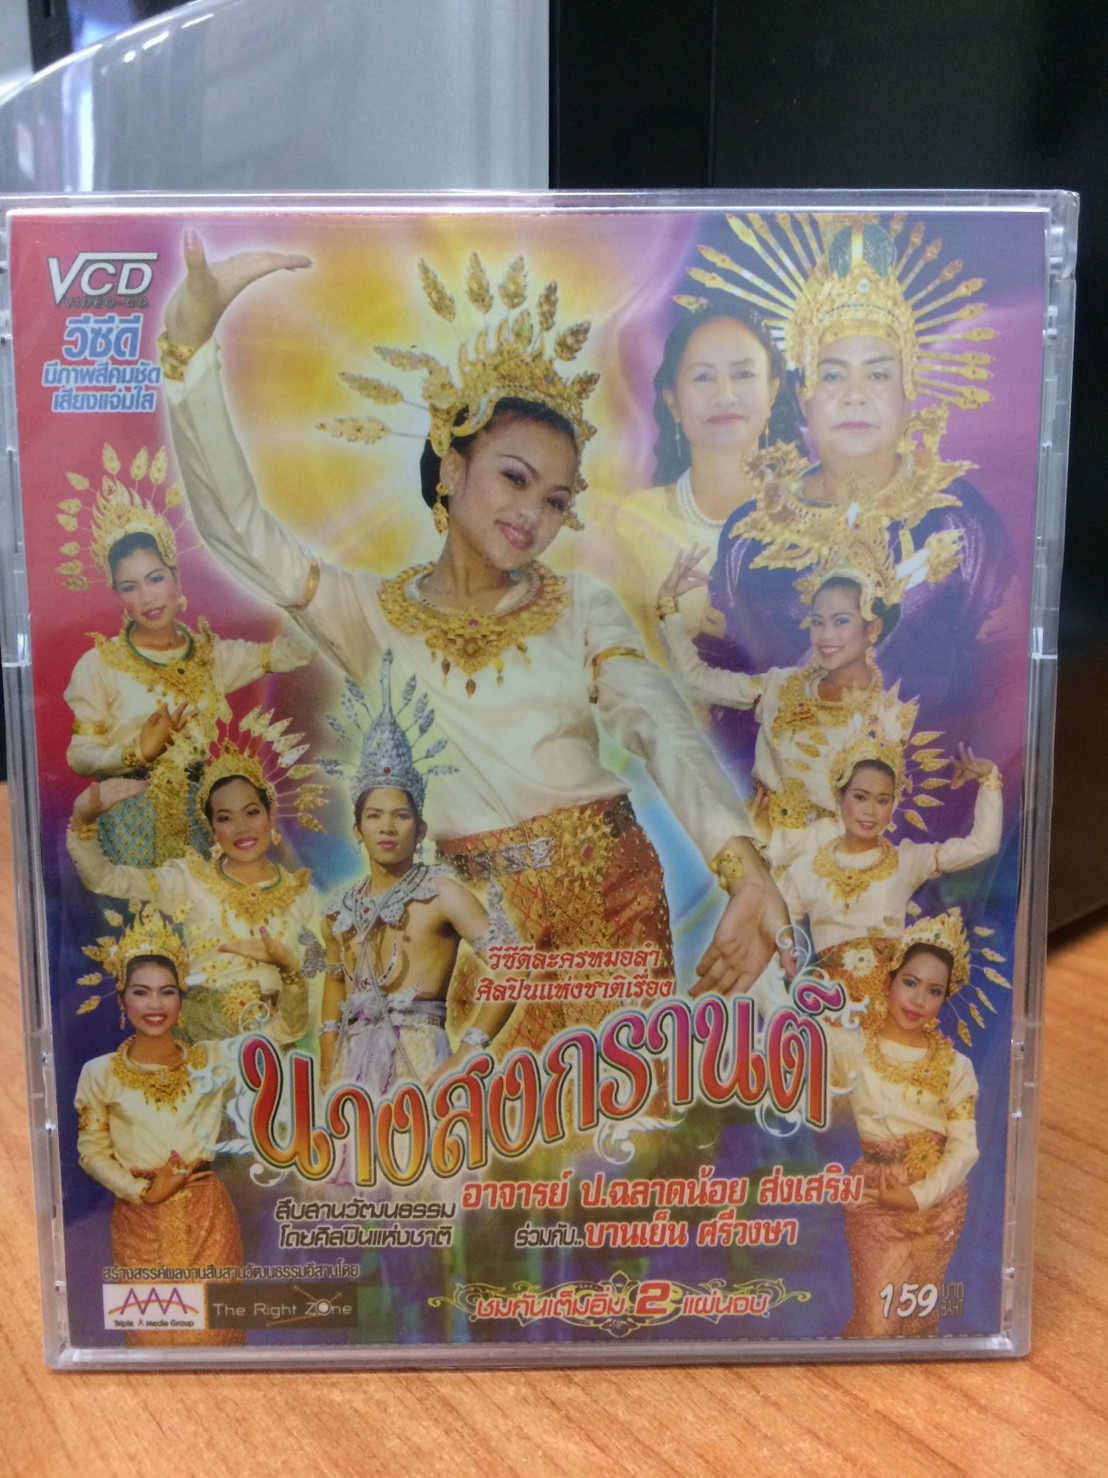 VCD
VIDEO-CD
วีซีดี
มีภาพสีคมชัด
เสียงแจ่มใส
วีซีดีละครหมอลำ
ศิลปินแห่งชาติเรื่อง
นางสงกรานต์
สืบสานวัฒนธรรม
โดยศิลปินแห่งชาติ
อาจารย์ ป.ฉลาดน้อย ส่งเสริม
ร่วมกับ..บานเย็น ศรีวงษา
สร้างสรรค์ผลงานสืบสานวัฒนธรรมอีสานโดย
AAA
Triple A Media Group
The Right Zone
ชมกันเต็มอิ่ม 2 แผ่นจบ
159 บาท
BAHT